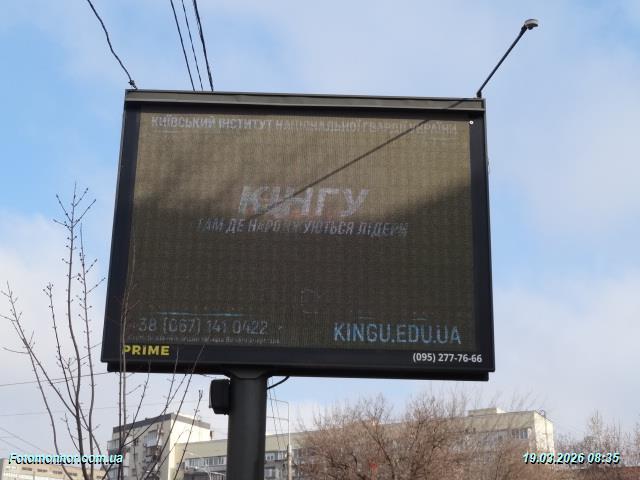 КИЇВСЬКИЙ ІНСТИТУТ НАЦІОНАЛЬНОЇ ГВАРДІЇ УКРАЇНИ
КІНГУ
ТАМ ДЕ НАРОДЖУЮТЬСЯ ЛІДЕРИ
38 (067) 141 0422
KINGU.EDU.UA
PRIME
(095) 277-76-66
Fotomonitor.com.ua
19.03.2026 08:35